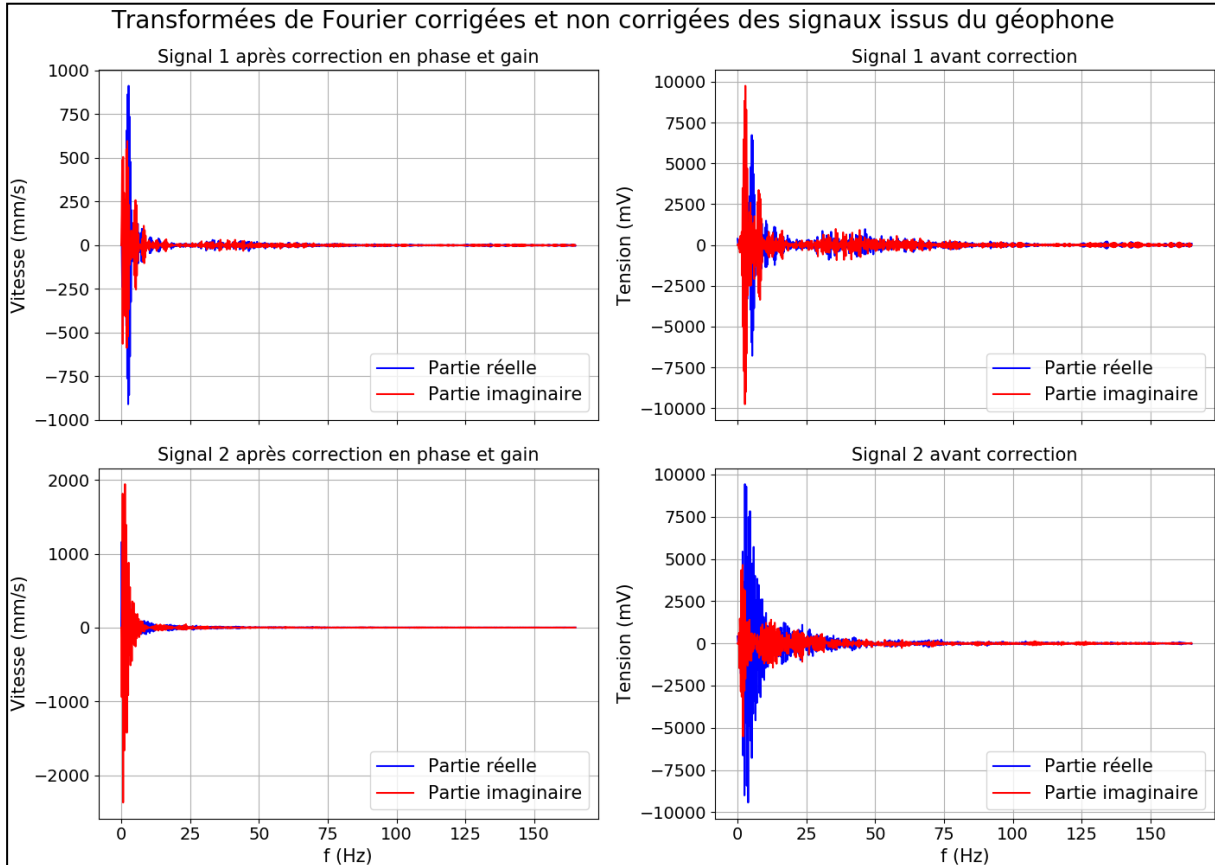 Transformées de Fourier corrigées et non corrigées des signaux issus du géophone
Signal 1 après correction en phase et gain
Vitesse (mm/s)
1000
750
500
250
0
−250
−500
−750
−1000
Partie réelle
Partie imaginaire
Signal 1 avant correction
Tension (mV)
10000
7500
5000
2500
0
−2500
−5000
−7500
−10000
Partie réelle
Partie imaginaire
Signal 2 après correction en phase et gain
Vitesse (mm/s)
2000
1000
0
−1000
−2000
Partie réelle
Partie imaginaire
0 25 50 75 100 125 150
f (Hz)
Signal 2 avant correction
Tension (mV)
10000
7500
5000
2500
0
−2500
−5000
−7500
−10000
Partie réelle
Partie imaginaire
0 25 50 75 100 125 150
f (Hz)